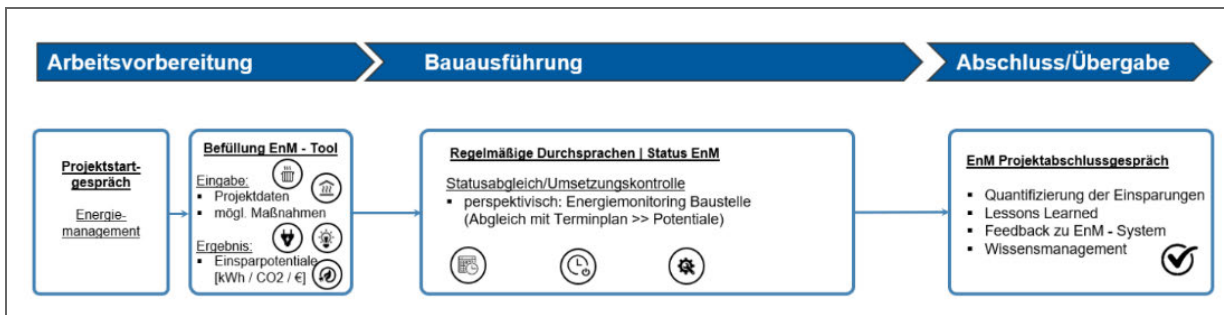 Arbeitsvorbereitung
Bauausführung
Abschluss/Übergabe
Projektstart-
gespräch
Energie-
management
Befüllung EnM - Tool
Eingabe:
▪ Projektdaten
▪ mögl. Maßnahmen
Ergebnis:
▪ Einsparpotentiale
[kWh / CO2 / €]
Regelmäßige Durchsprachen | Status EnM
Statusabgleich/Umsetzungskontrolle
▪ perspektivisch: Energiemonitoring Baustelle
(Abgleich mit Terminplan >> Potentiale)
EnM Projektabschlussgespräch
▪ Quantifizierung der Einsparungen
▪ Lessons Learned
▪ Feedback zu EnM - System
▪ Wissensmanagement